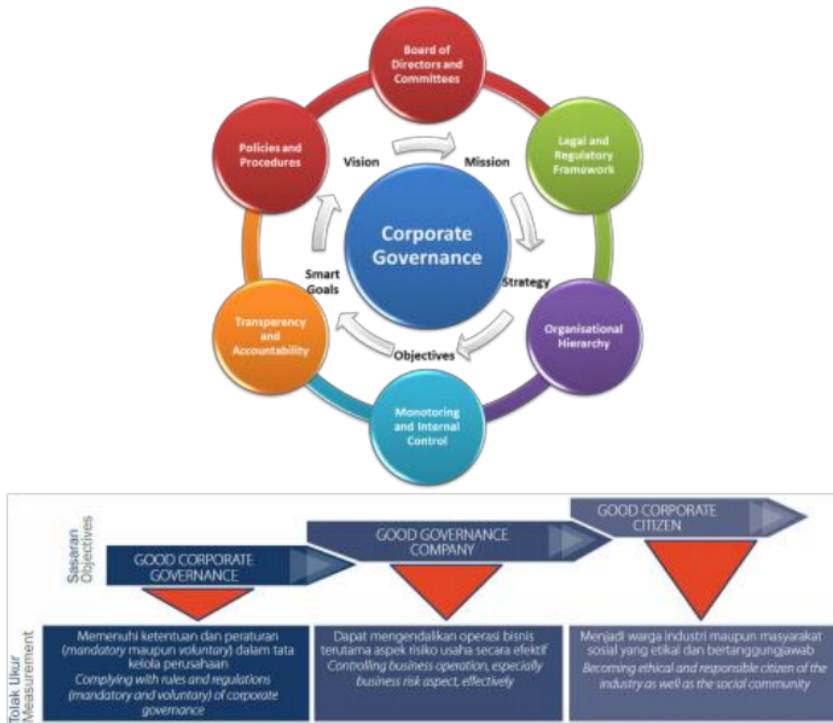 Board of
Directors and
Committees
Policies and
Procedures
Legal and
Regulatory
Framework
Vision
Mission
Corporate
Governance
Smart
Goals
Strategy
Transparency
and
Accountability
Organisational
Hierarchy
Objectives
Monotoring
and Internal
Control
Sasaran
Objectives
GOOD CORPORATE
GOVERNANCE
GOOD GOVERNANCE
COMPANY
GOOD CORPORATE
CITIZEN
Tolak Ukur
Measurement
Memenuhi ketentuan dan peraturan
(mandatory maupun voluntary) dalam tata
kelola perusahaan
Complying with rules and regulations
(mandatory and voluntary) of corporate
governance
Dapat mengendalikan operasi bisnis
terutama aspek risiko usaha secara efektif
Controlling business operation, especially
business risk aspect, effectively
Menjadi warga industri maupun masyarakat
sosial yang etikal dan bertanggungjawab
Becoming ethical and responsible citizen of the
industry as well as the social community